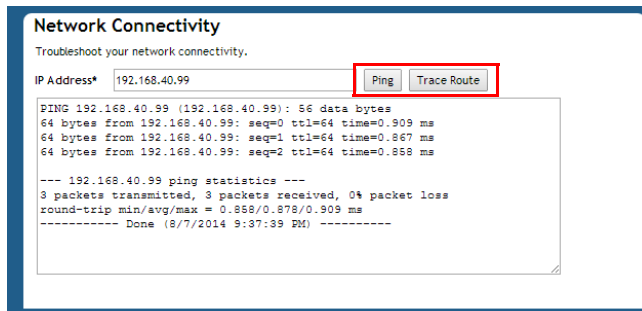 Network Connectivity
Troubleshoot your network connectivity.
IP Address* 192.168.40.99 Ping Trace Route
PING 192.168.40.99 (192.168.40.99): 56 data bytes
64 bytes from 192.168.40.99: seq=0 ttl=64 time=0.909 ms
64 bytes from 192.168.40.99: seq=1 ttl=64 time=0.867 ms
64 bytes from 192.168.40.99: seq=2 ttl=64 time=0.858 ms
--- 192.168.40.99 ping statistics ---
3 packets transmitted, 3 packets received, 0% packet loss
round-trip min/avg/max = 0.858/0.878/0.909 ms
----------- Done (8/7/2014 9:37:39 PM) ----------